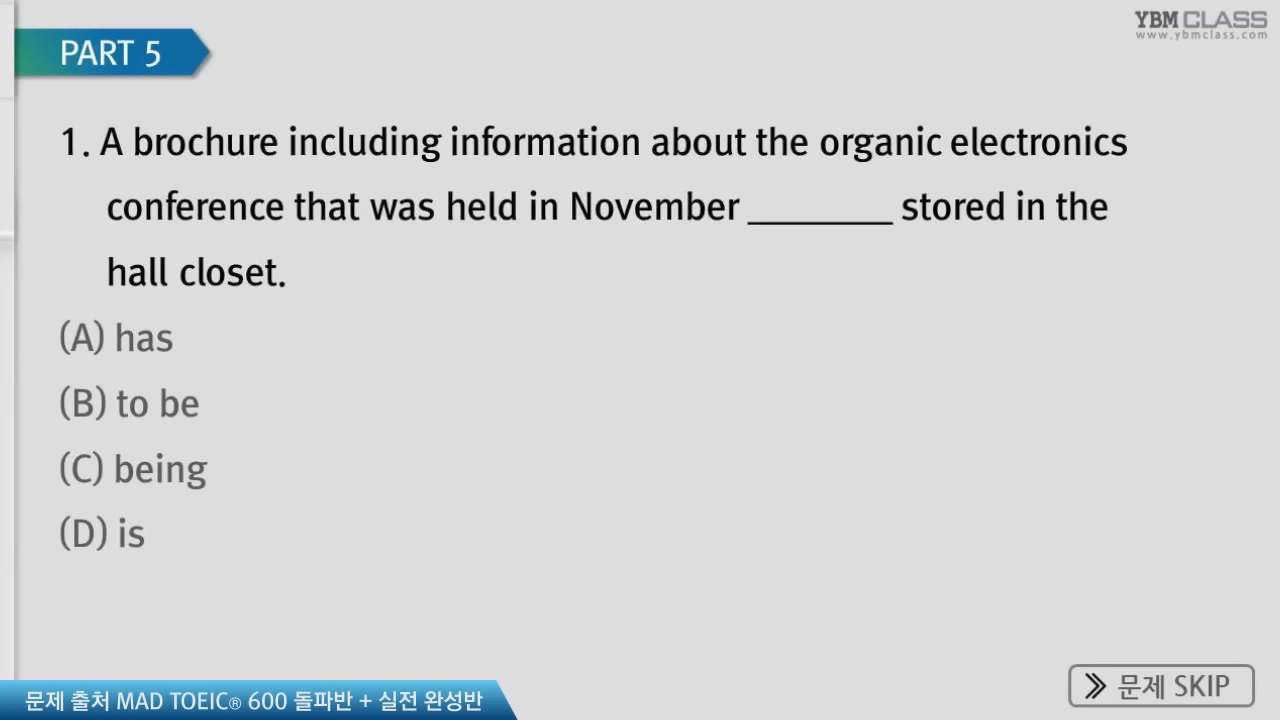 YBM CLASS
www.ybmclass.com
PART 5
1. A brochure including information about the organic electronics
conference that was held in November ________ stored in the
hall closet.
(A) has
(B) to be
(C) being
(D) is
문제 SKIP
문제 출처 MAD TOEIC® 600 돌파반 + 실전 완성반